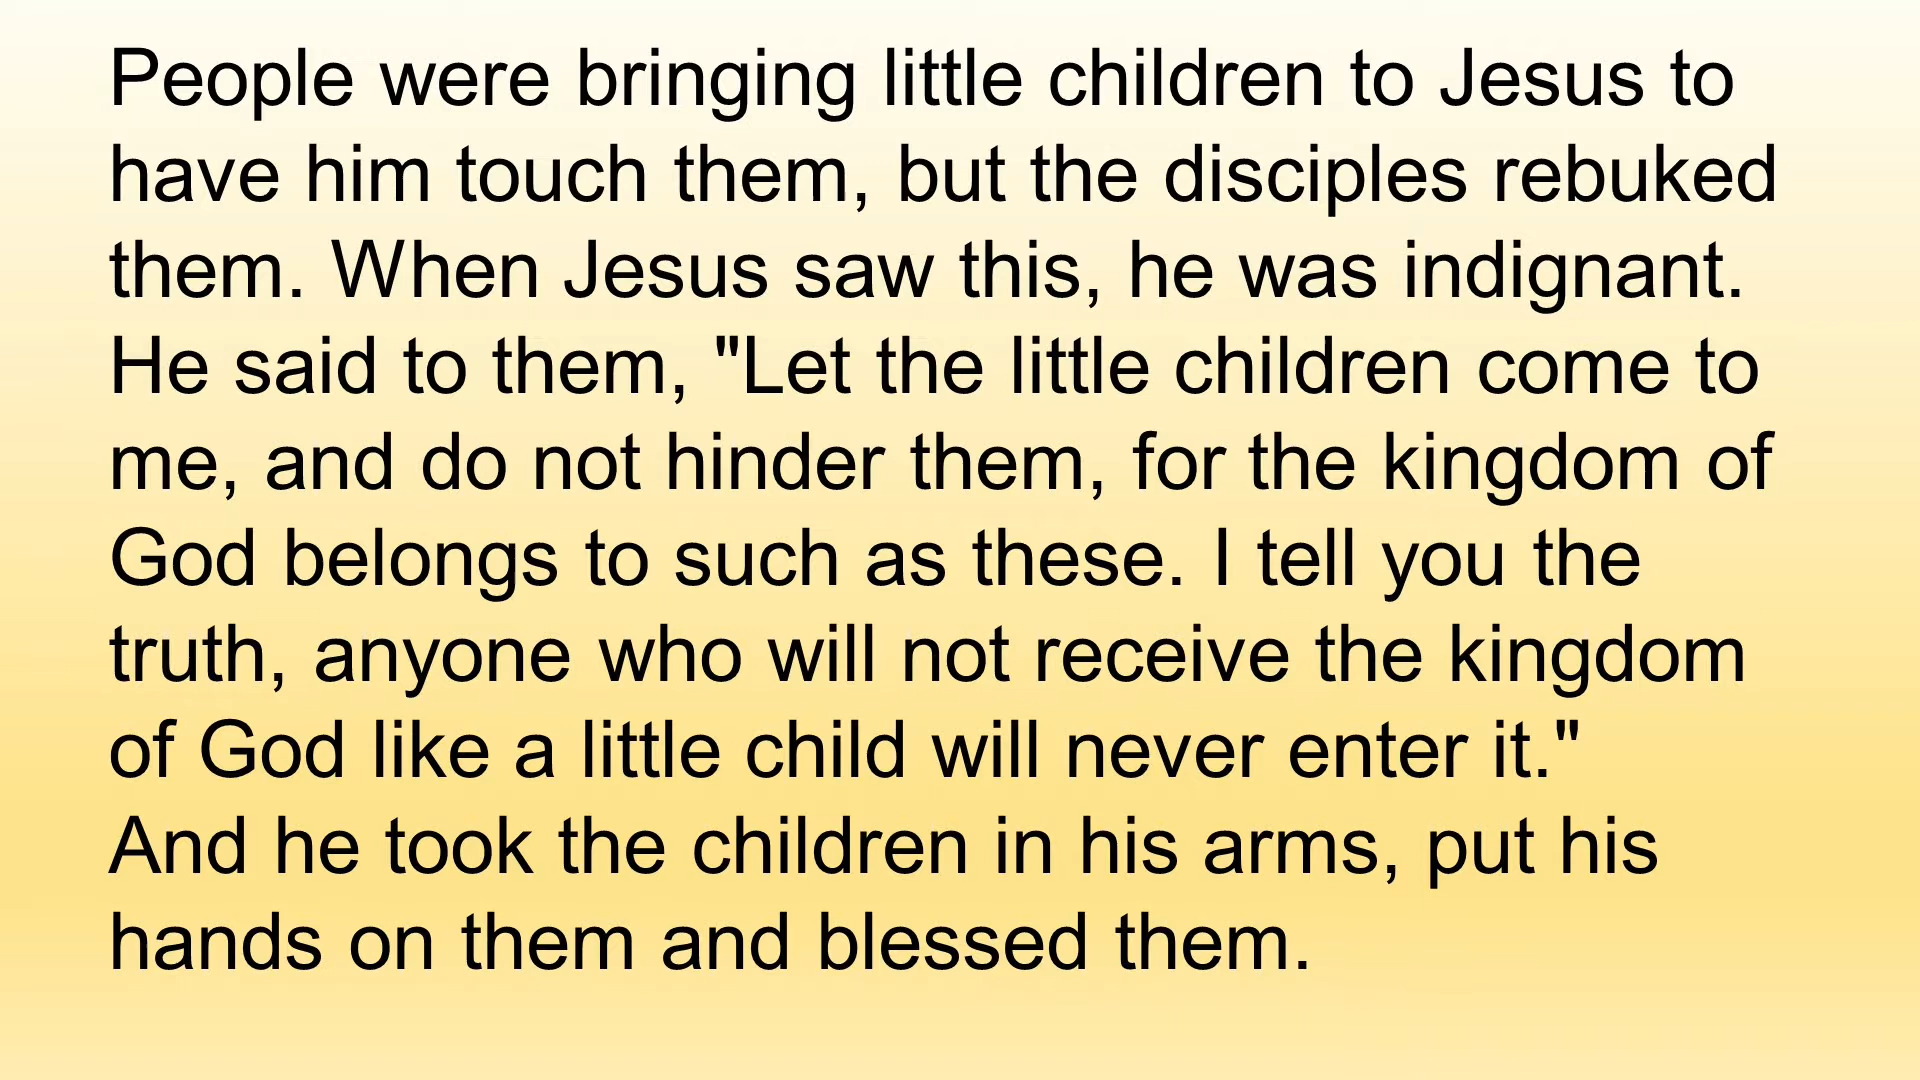 People were bringing little children to Jesus to
have him touch them, but the disciples rebuked
them. When Jesus saw this, he was indignant.
He said to them, "Let the little children come to
me, and do not hinder them, for the kingdom of
God belongs to such as these. I tell you the
truth, anyone who will not receive the kingdom
of God like a little child will never enter it."
And he took the children in his arms, put his
hands on them and blessed them.